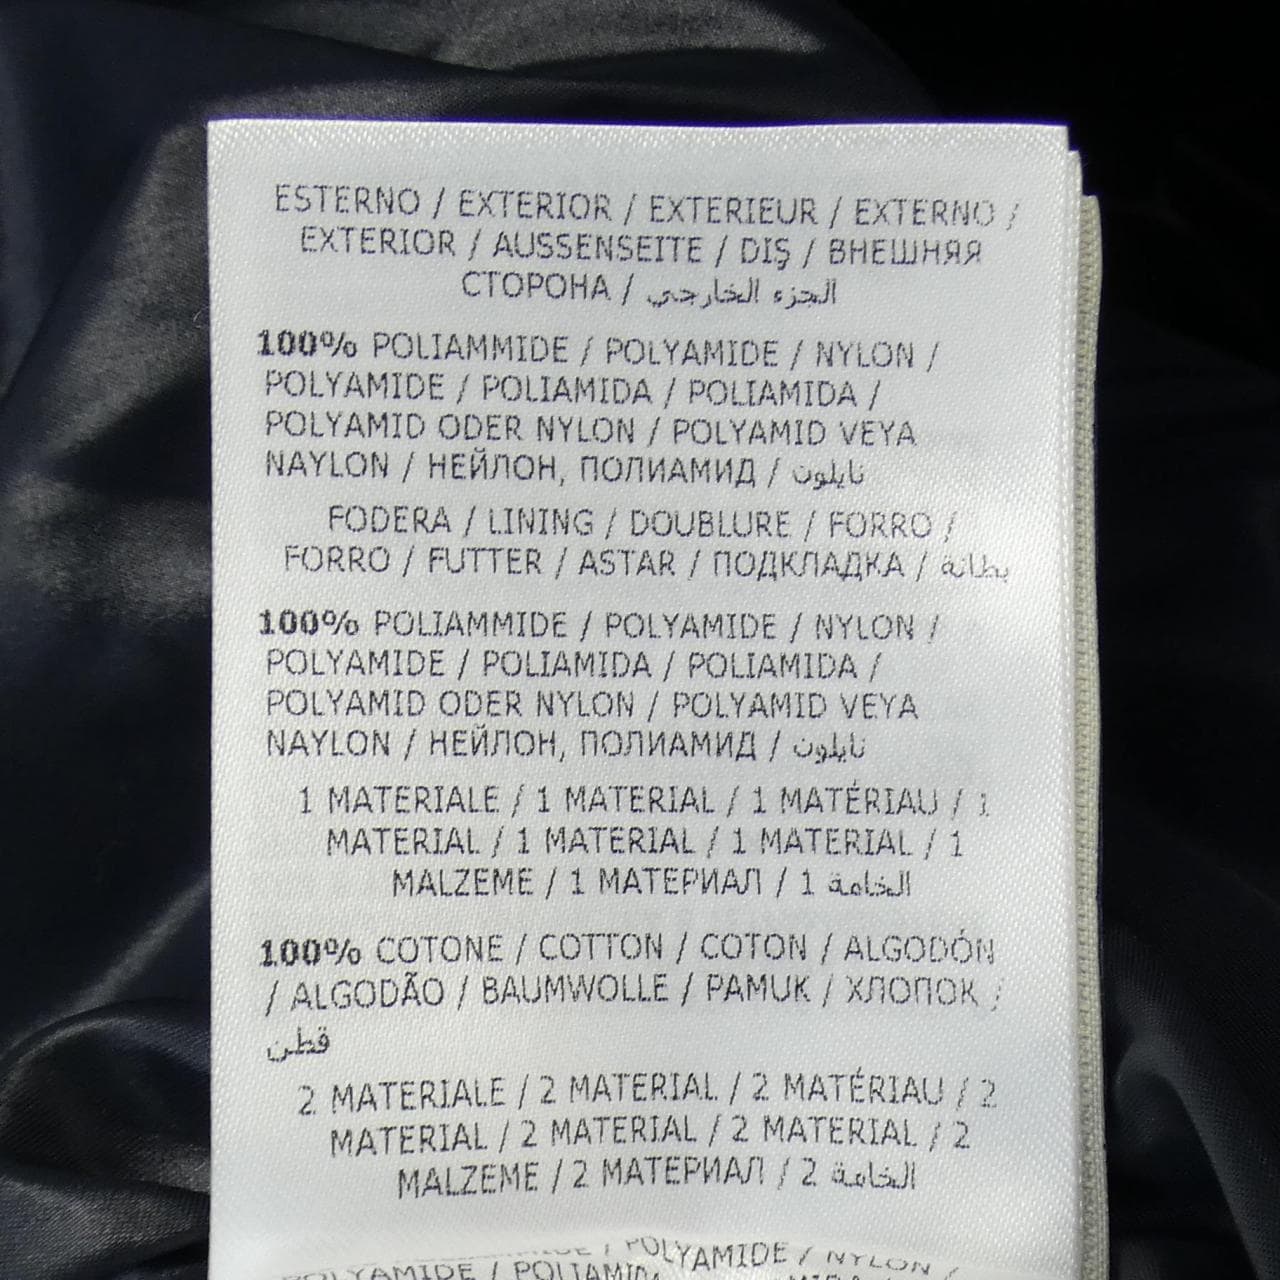 ESTERNO / EXTERIOR / EXTERIEUR / EXTERNO /
EXTERIOR / AUSSENSEITE / DIŞ / ВНЕШНЯЯ
СТОРОНА / الجزء الخارجي
100% POLIAMMIDE / POLYAMIDE / NYLON /
POLYAMIDE / POLIAMIDA / POLIAMIDA /
POLYAMID ODER NYLON / POLYAMID VEYA
NAYLON / НЕЙЛОН, ПОЛИАМИД / نايلون
FODERA / LINING / DOUBLURE / FORRO /
FORRO / FUTTER / ASTAR / ПОДКЛАДКА / بطانة
100% POLIAMMIDE / POLYAMIDE / NYLON /
POLYAMIDE / POLIAMIDA / POLIAMIDA /
POLYAMID ODER NYLON / POLYAMID VEYA
NAYLON / НЕЙЛОН, ПОЛИАМИД / نايلون
1 MATERIALE / 1 MATERIAL / 1 MATÉRIAU / 1
MATERIAL / 1 MATERIAL / 1 MATERIAL / 1
MALZEME / 1 МАТЕРИАЛ / 1 الخامة
100% COTONE / COTTON / COTON / ALGODÓN
/ ALGODÃO / BAUMWOLLE / PAMUK / ХЛОПОК /
قطن
2 MATERIALE / 2 MATERIAL / 2 MATÉRIAU / 2
MATERIAL / 2 MATERIAL / 2 MATERIAL / 2
MALZEME / 2 МАТЕРИАЛ / 2 الخامة
/ POLYAMIDE / NYLON /
POLYAMIDE / POLIAMIDA